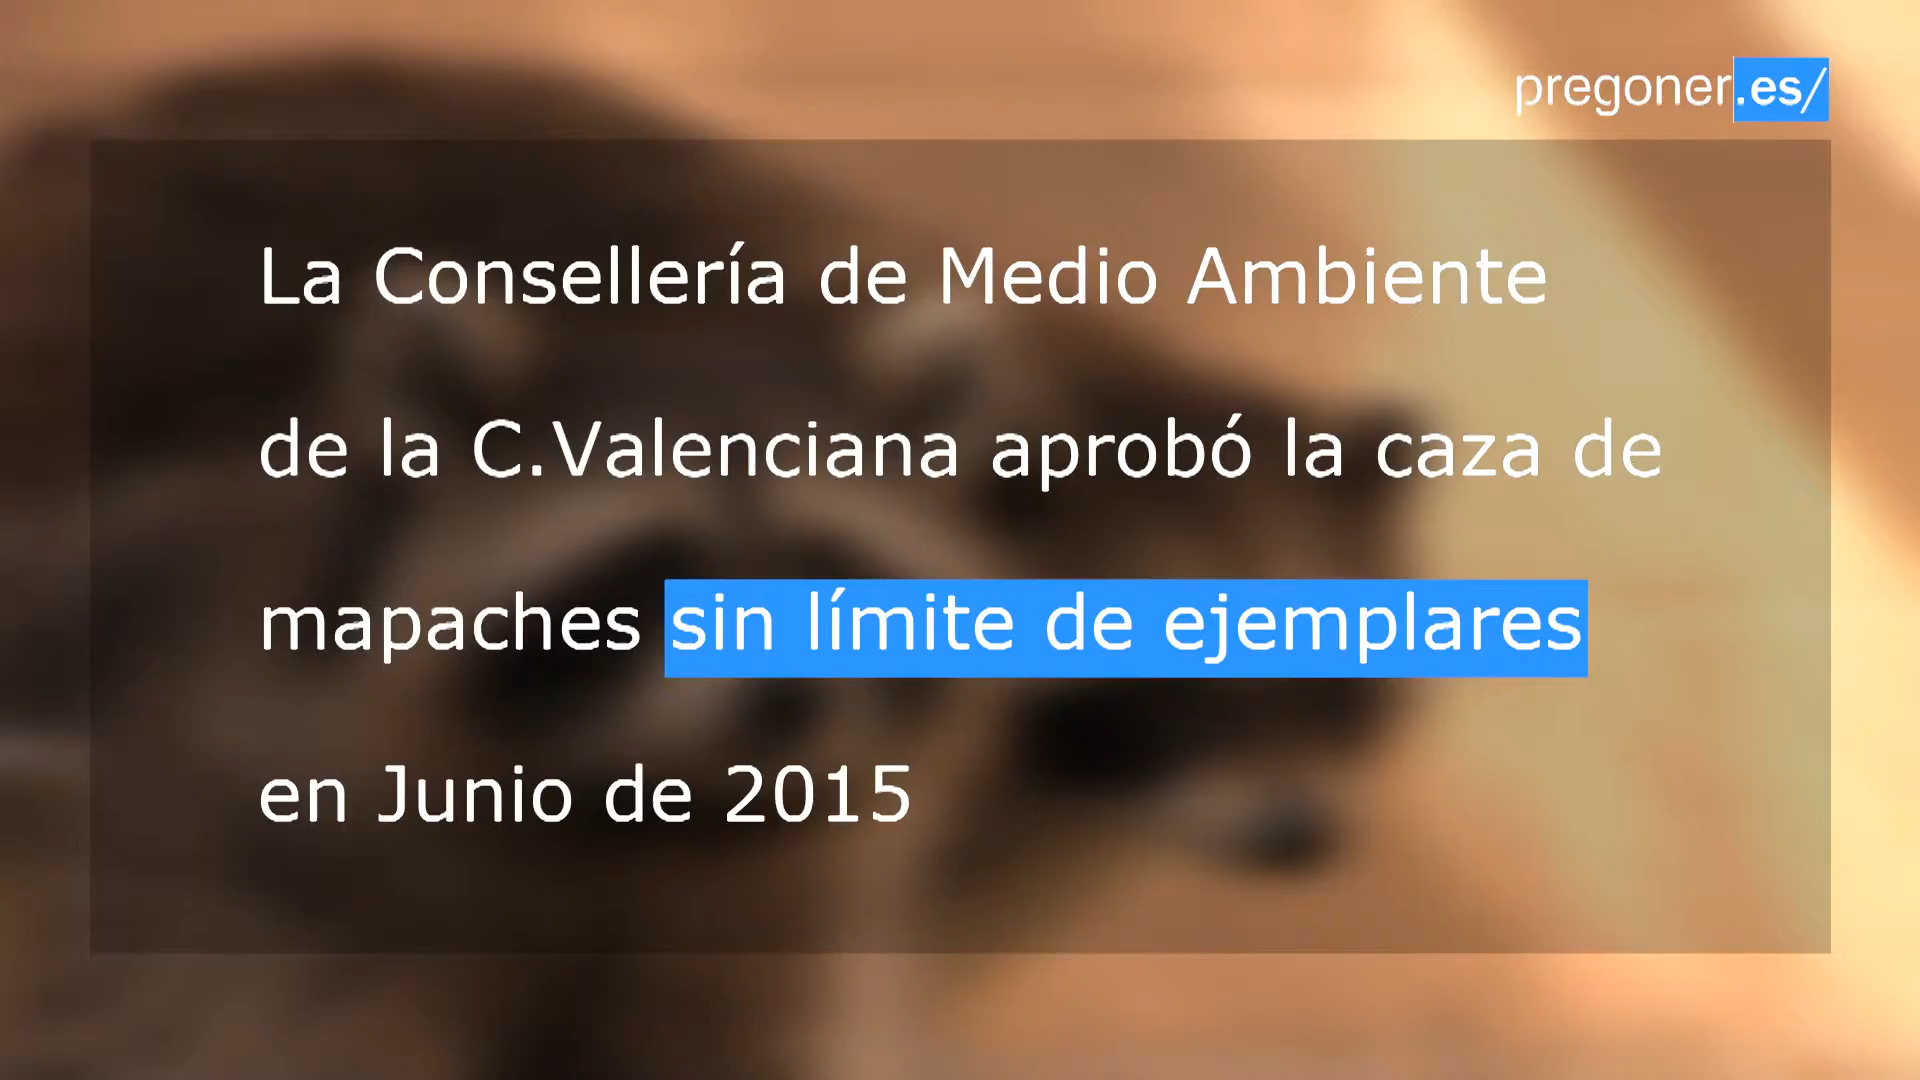 pregoner.es/
La Consellería de Medio Ambiente
de la C.Valenciana aprobó la caza de
mapaches sin límite de ejemplares
en Junio de 2015